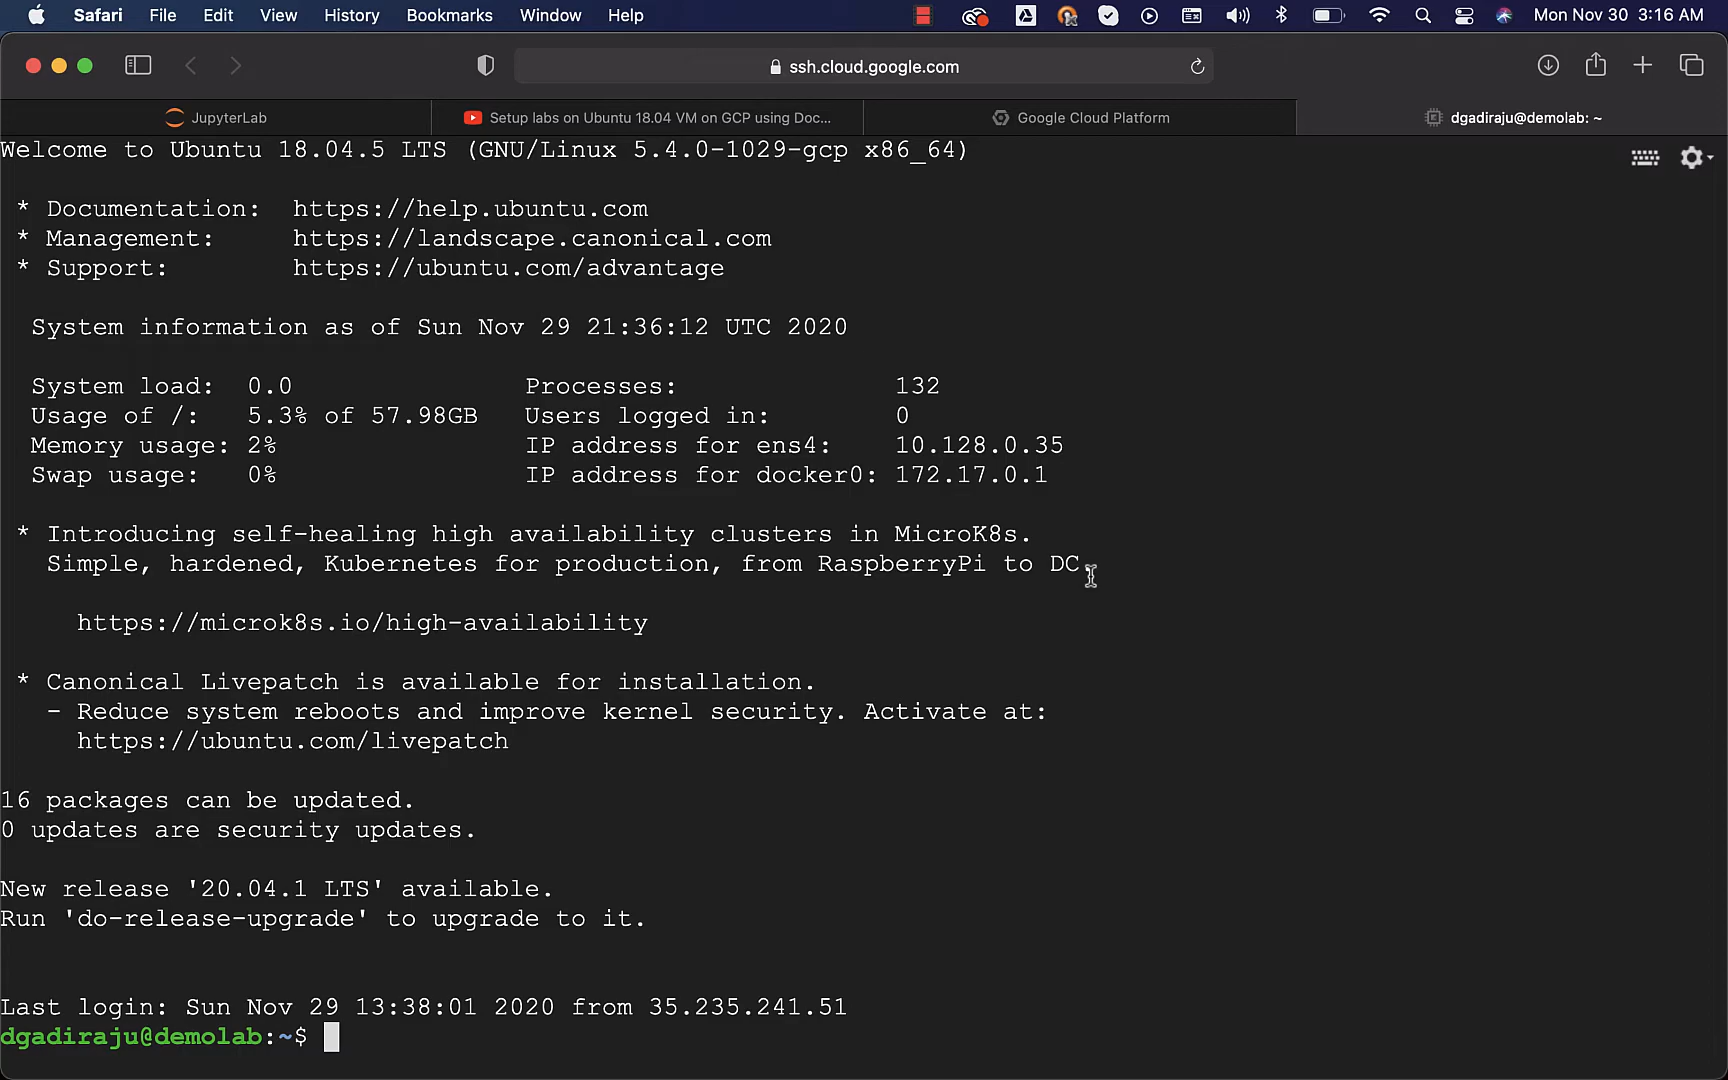 Safari File Edit View History Bookmarks Window Help Mon Nov 30 3:16 AM
ssh.cloud.google.com
JupyterLab Setup labs on Ubuntu 18.04 VM on GCP using Doc... Google Cloud Platform dgadiraju@demolab: ~
Welcome to Ubuntu 18.04.5 LTS (GNU/Linux 5.4.0-1029-gcp x86_64)
* Documentation: https://help.ubuntu.com
* Management: https://landscape.canonical.com
* Support: https://ubuntu.com/advantage
System information as of Sun Nov 29 21:36:12 UTC 2020
System load: 0.0 Processes: 132
Usage of /: 5.3% of 57.98GB Users logged in: 0
Memory usage: 2% IP address for ens4: 10.128.0.35
Swap usage: 0% IP address for docker0: 172.17.0.1
* Introducing self-healing high availability clusters in MicroK8s.
Simple, hardened, Kubernetes for production, from RaspberryPi to DC.
https://microk8s.io/high-availability
* Canonical Livepatch is available for installation.
- Reduce system reboots and improve kernel security. Activate at:
https://ubuntu.com/livepatch
16 packages can be updated.
0 updates are security updates.
New release '20.04.1 LTS' available.
Run 'do-release-upgrade' to upgrade to it.
Last login: Sun Nov 29 13:38:01 2020 from 35.235.241.51
dgadiraju@demolab:~$